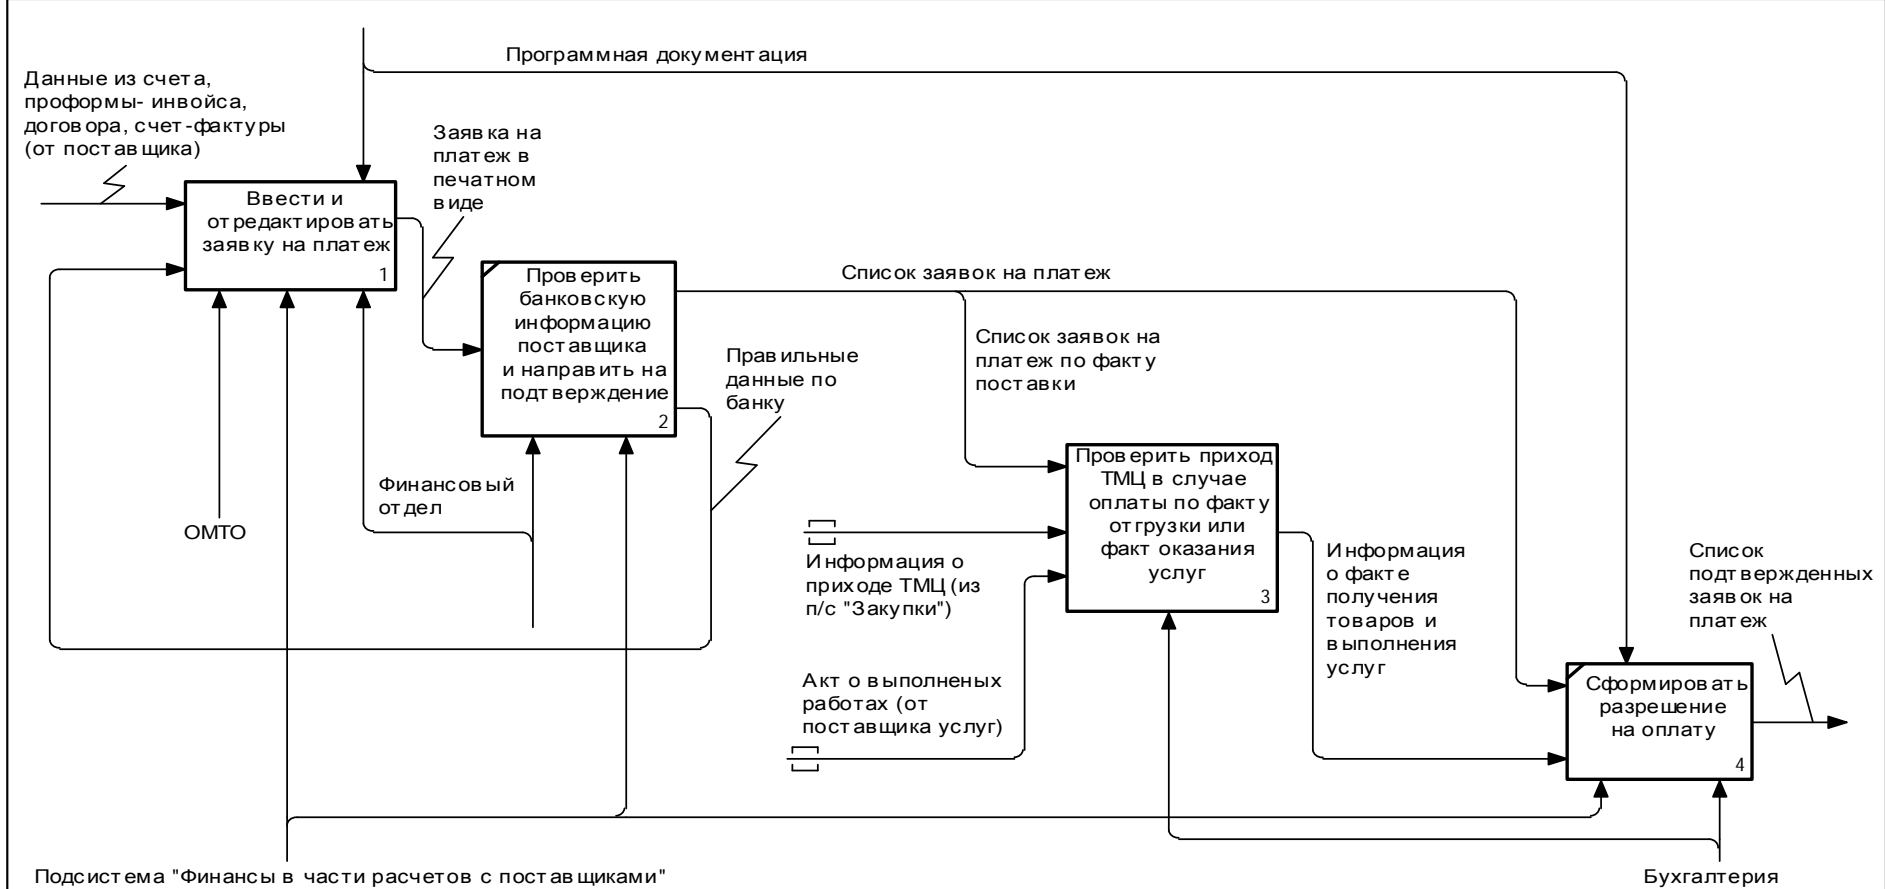 Программная документация
Данные из счета,
проформы- инвойса,
договора, счет-фактуры
(от поставщика)
Заявка на
платеж в
печатном
виде
Ввести и
отредактировать
заявку на платеж
1
Проверить
банковскую
информацию
поставщика
и направить на
подтверждение
2
Список заявок на платеж
Список заявок на
платеж по факту
поставки
Правильные
данные по
банку
Финансовый
отдел
ОМТО
Проверить приход
ТМЦ в случае
оплаты по факту
отгрузки или
факт оказания
услуг
3
Информация о
приходе ТМЦ (из
п/с "Закупки")
Информация
о факте
получения
товаров и
выполнения
услуг
Список
подтвержденных
заявок на
платеж
Акт о выполненых
работах (от
поставщика услуг)
Сформировать
разрешение
на оплату
4
Подсистема "Финансы в части расчетов с поставщиками"
Бухгалтерия